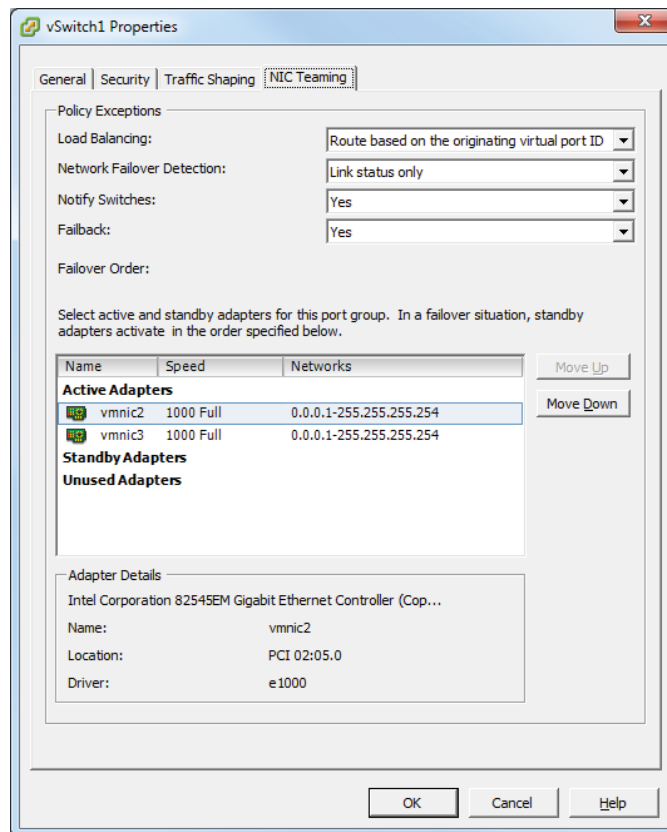 vSwitch1 Properties
General Security Traffic Shaping NIC Teaming
Policy Exceptions
Load Balancing: Route based on the originating virtual port ID
Network Failover Detection: Link status only
Notify Switches: Yes
Failback: Yes
Failover Order:
Select active and standby adapters for this port group. In a failover situation, standby
adapters activate in the order specified below.
Name Speed Networks Move Up
Active Adapters
vmnic2 1000 Full 0.0.0.1-255.255.255.254 Move Down
vmnic3 1000 Full 0.0.0.1-255.255.255.254
Standby Adapters
Unused Adapters
Adapter Details
Intel Corporation 82545EM Gigabit Ethernet Controller (Cop...
Name: vmnic2
Location: PCI 02:05.0
Driver: e1000
OK Cancel Help